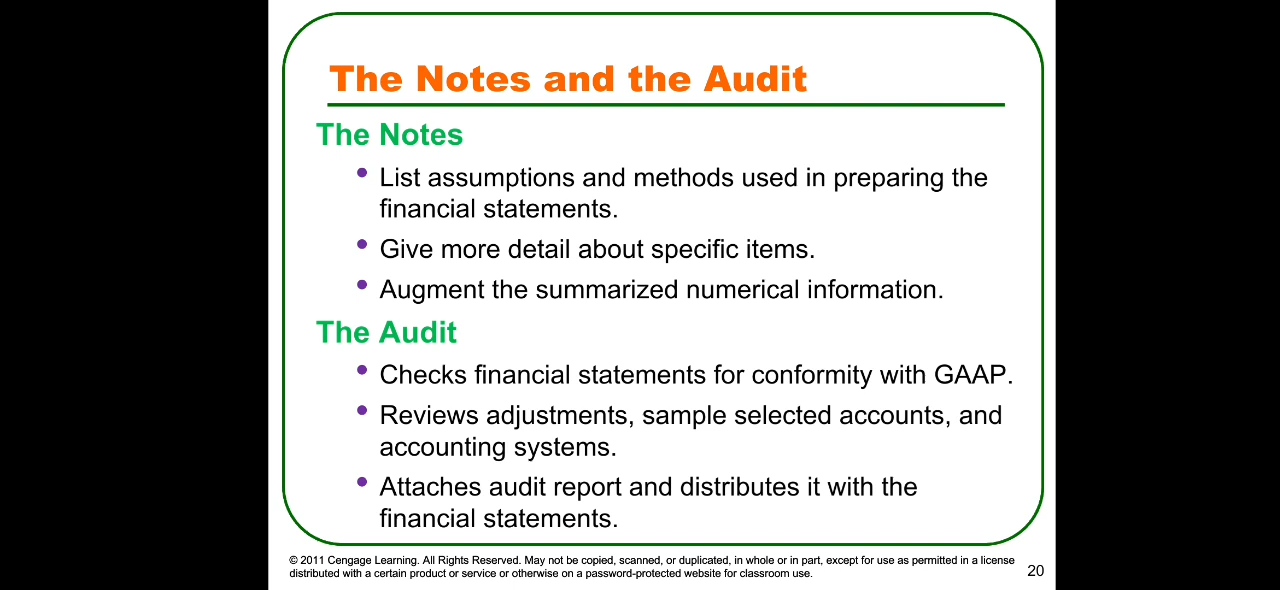 The Notes and the Audit
The Notes
• List assumptions and methods used in preparing the
financial statements.
• Give more detail about specific items.
• Augment the summarized numerical information.
The Audit
• Checks financial statements for conformity with GAAP.
• Reviews adjustments, sample selected accounts, and
accounting systems.
• Attaches audit report and distributes it with the
financial statements.
© 2011 Cengage Learning. All Rights Reserved. May not be copied, scanned, or duplicated, in whole or in part, except for use as permitted in a license
distributed with a certain product or service or otherwise on a password-protected website for classroom use.
20